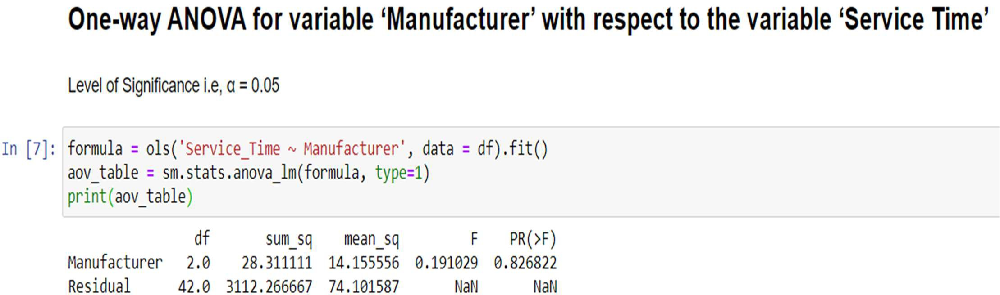 One-way ANOVA for variable ‘Manufacturer’ with respect to the variable ‘Service Time’
Level of Significance i.e, α = 0.05
In [7]: formula = ols('Service_Time ~ Manufacturer', data = df).fit()
aov_table = sm.stats.anova_lm(formula, type=1)
print(aov_table)
df sum_sq mean_sq F PR(>F)
Manufacturer 2.0 28.311111 14.155556 0.191029 0.826822
Residual 42.0 3112.266667 74.101587 NaN NaN